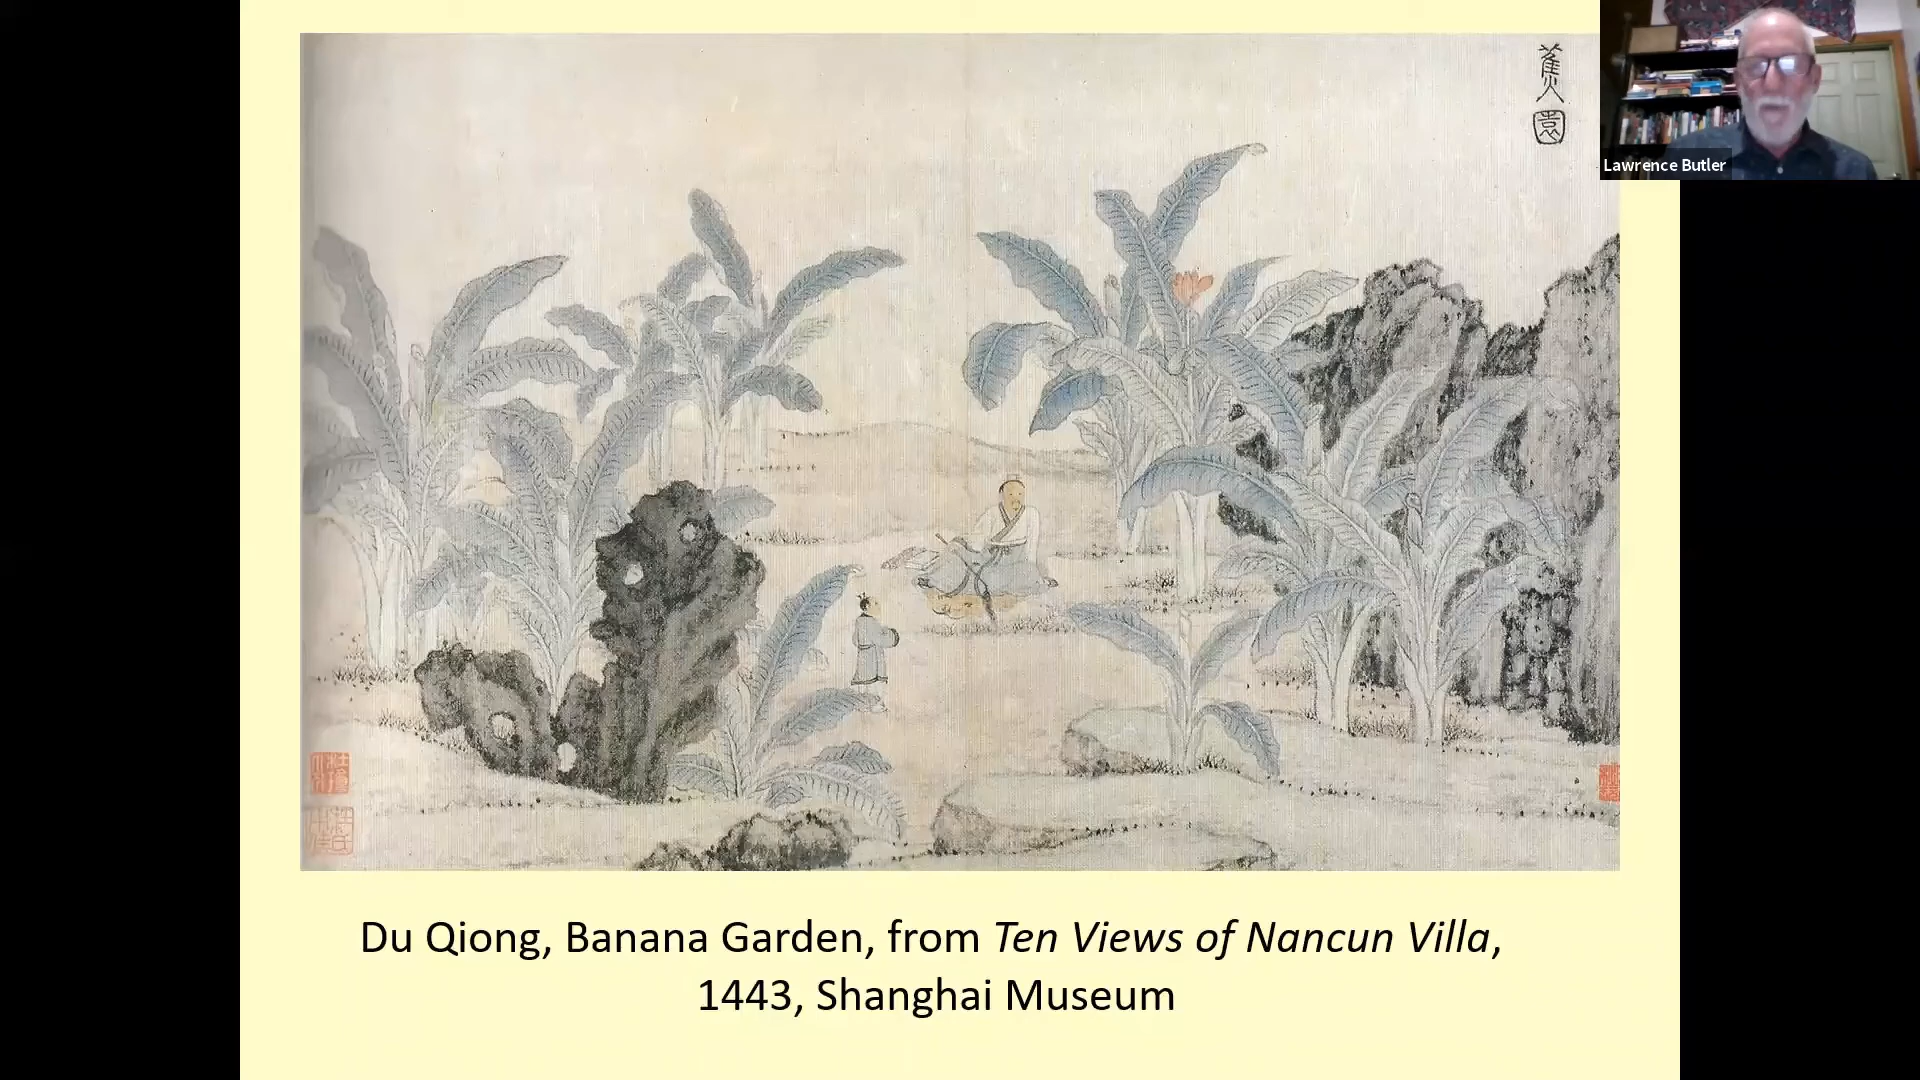 蕉
園
Lawrence Butler
Du Qiong, Banana Garden, from Ten Views of Nancun Villa,
1443, Shanghai Museum